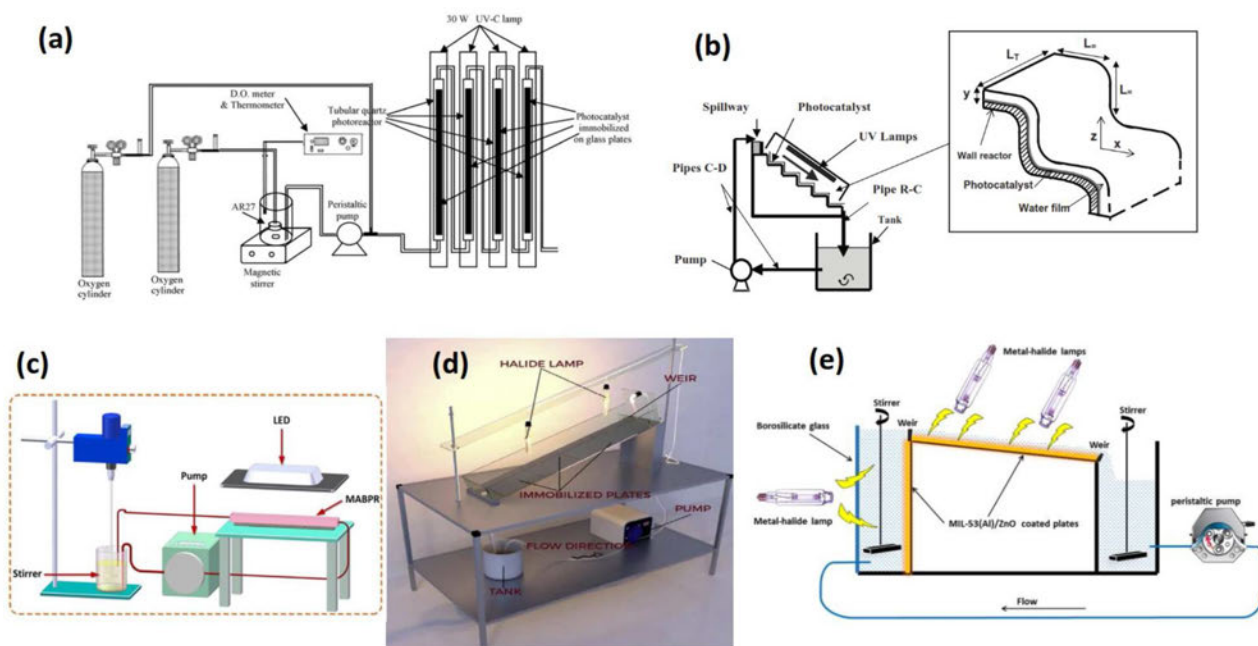 (a)
30 W UV-C lamp
D.O. meter
& Thermometer
Tubular quartz
photoreactor
Photocatalyst
immobilized
on glass plates
AR27
Peristaltic
pump
Magnetic
stirrer
Oxygen
cylinder
Oxygen
cylinder
(b)
Spillway
Photocatalyst
UV Lamps
Pipes C-D
Pipe R-C
Tank
Pump
y
z
x
Wall reactor
Photocatalyst
Water film
(c)
LED
Pump
MABPR
Stirrer
(d)
HALIDE LAMP
WEIR
IMMOBILIZED PLATES
PUMP
FLOW DIRECTION
TANK
(e)
Metal-halide lamps
Stirrer
Stirrer
Weir
Weir
Borosilicate glass
peristaltic pump
MIL-53(Al)/ZnO
coated plates
Metal-halide lamp
Flow